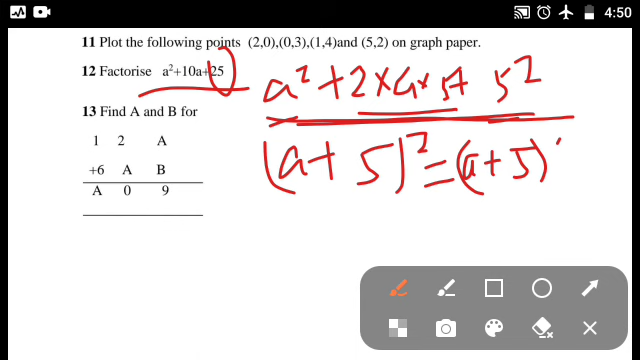 4:50
11 Plot the following points (2,0),(0,3),(1,4)and (5,2) on graph paper.
12 Factorise a²+10a+25
a² + 2×a×5+ 5²
(a+ 5)² = (a+5)
13 Find A and B for
1 2 A
+6 A B
A 0 9